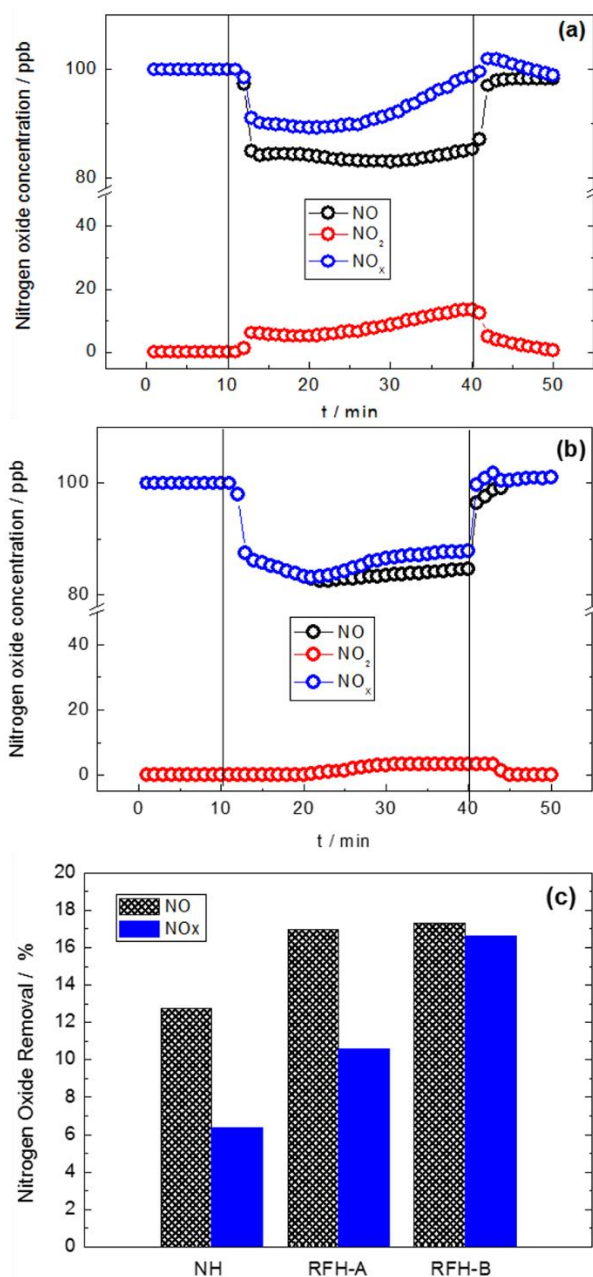 (a)
Nitrogen oxide concentration / ppb
100
80
40
20
0
NO
NO2
NOX
0 10 20 30 40 50
t / min
(b)
Nitrogen oxide concentration / ppb
100
80
40
20
0
NO
NO2
NOX
0 10 20 30 40 50
t / min
(c)
Nitrogen Oxide Removal / %
20
18
16
14
12
10
8
6
4
2
0
NO
NOx
NH RFH-A RFH-B